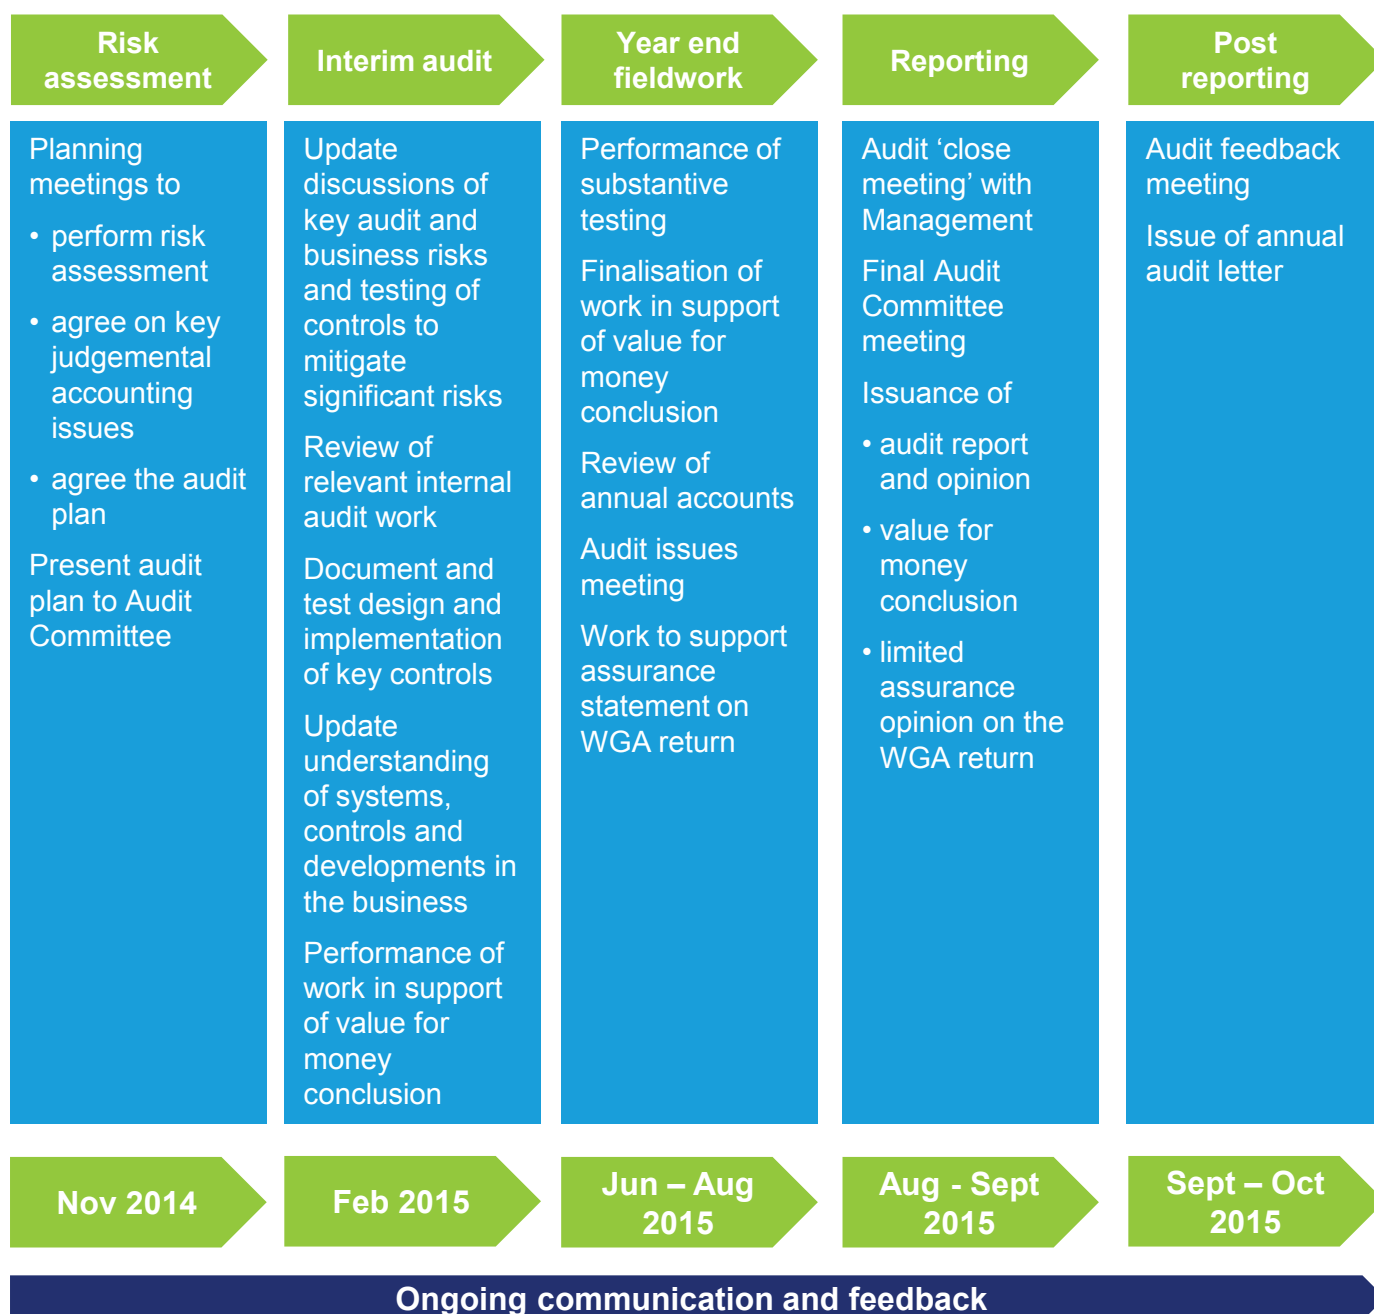 Risk
assessment
Interim audit
Year end
fieldwork
Reporting
Post
reporting
Planning
meetings to
• perform risk
assessment
• agree on key
judgemental
accounting
issues
• agree the audit
plan
Present audit
plan to Audit
Committee
Update
discussions of
key audit and
business risks
and testing of
controls to
mitigate
significant risks
Review of
relevant internal
audit work
Document and
test design and
implementation
of key controls
Update
understanding
of systems,
controls and
developments in
the business
Performance of
work in support
of value for
money
conclusion
Performance of
substantive
testing
Finalisation of
work in support
of value for
money
conclusion
Review of
annual accounts
Audit issues
meeting
Work to support
assurance
statement on
WGA return
Audit ‘close
meeting’ with
Management
Final Audit
Committee
meeting
Issuance of
• audit report
and opinion
• value for
money
conclusion
• limited
assurance
opinion on the
WGA return
Audit feedback
meeting
Issue of annual
audit letter
Nov 2014
Feb 2015
Jun – Aug
2015
Aug - Sept
2015
Sept – Oct
2015
Ongoing communication and feedback